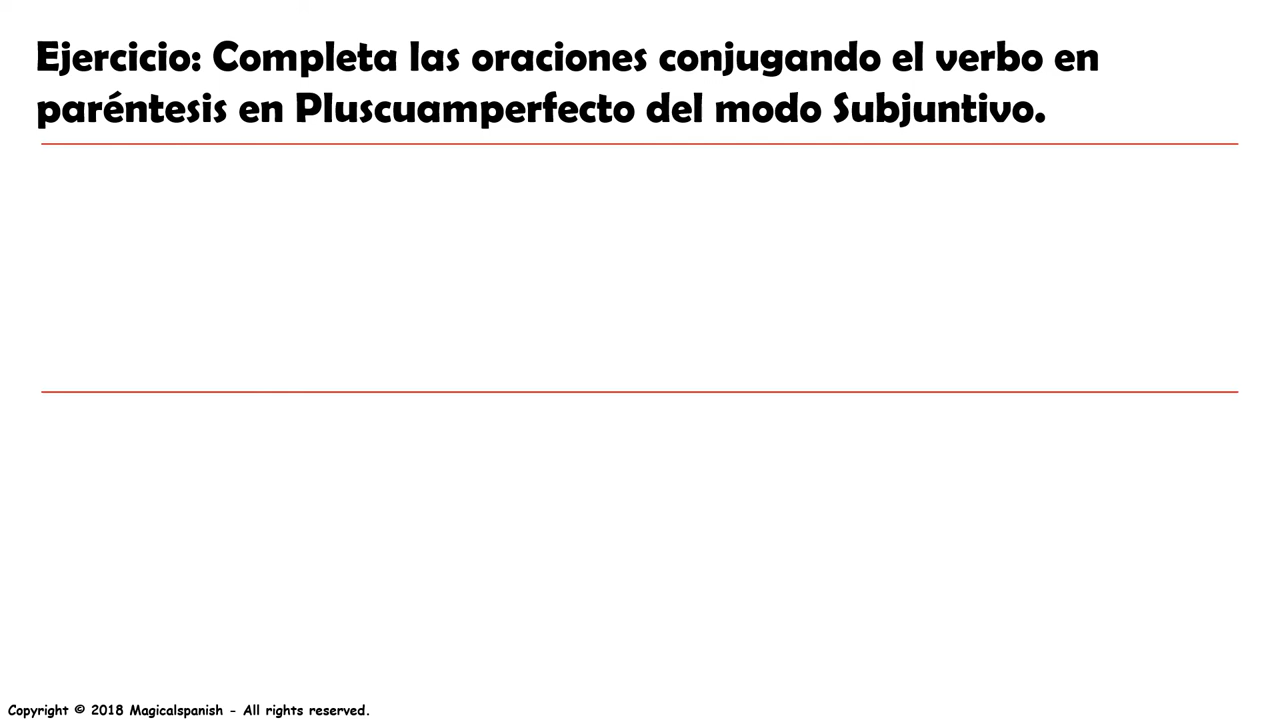 Ejercicio: Completa las oraciones conjugando el verbo en
paréntesis en Pluscuamperfecto del modo Subjuntivo.
Copyright © 2018 Magicalspanish - All rights reserved.